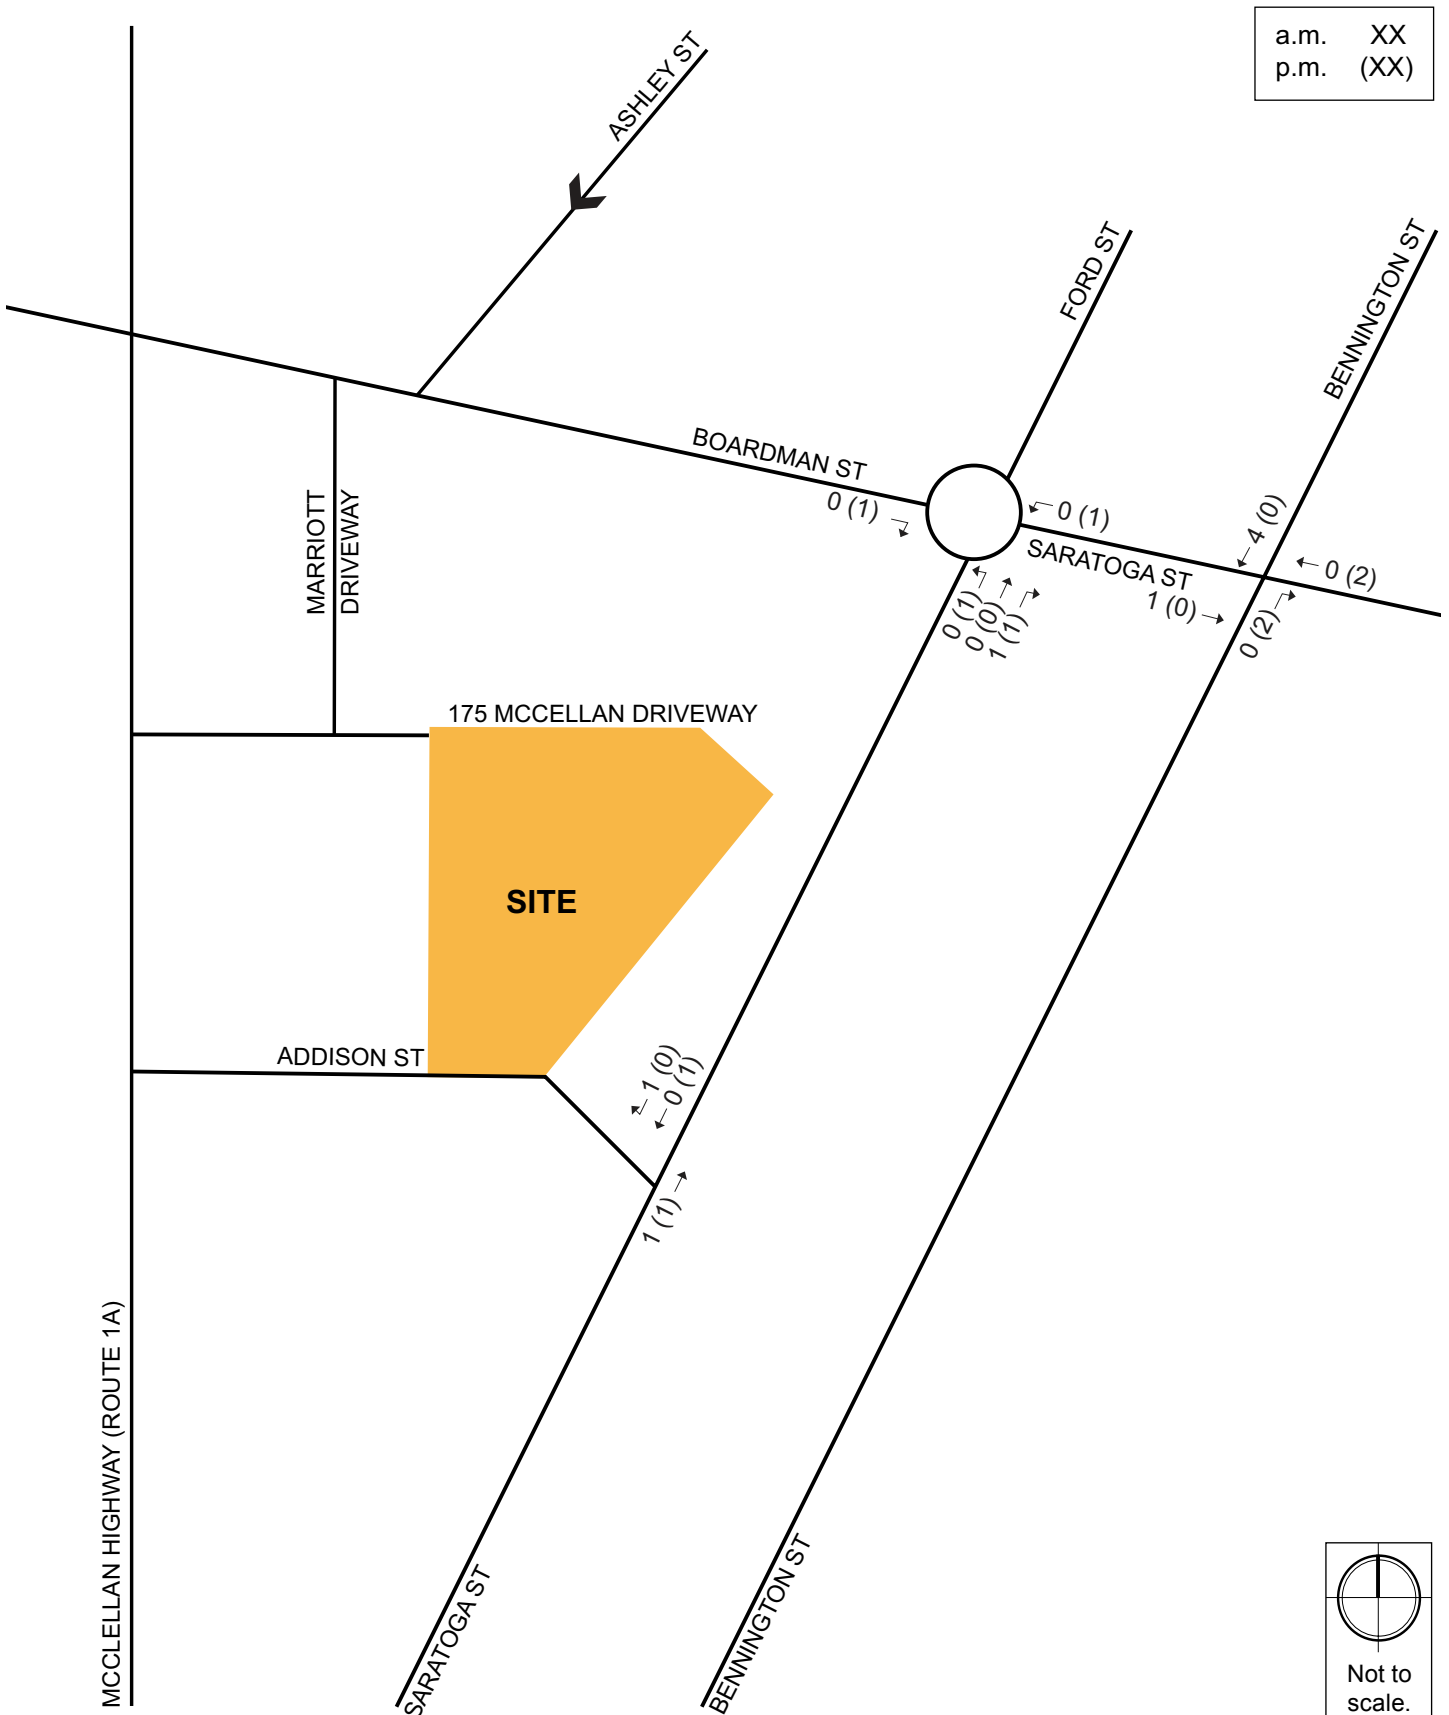 a.m. XX
p.m. (XX)
ASHLEY ST
FORD ST
BENNINGTON ST
BOARDMAN ST
0 (1)
0 (1)
SARATOGA ST
4 (0)
0 (2)
1 (0)
0 (2)
0 (1)
0 (0)
1 (1)
MARRIOTT
DRIVEWAY
175 MCCELLAN DRIVEWAY
SITE
ADDISON ST
1 (0)
0 (1)
1 (1)
MCCLELLAN HIGHWAY (ROUTE 1A)
SARATOGA ST
BENNINGTON ST
Not to
scale.